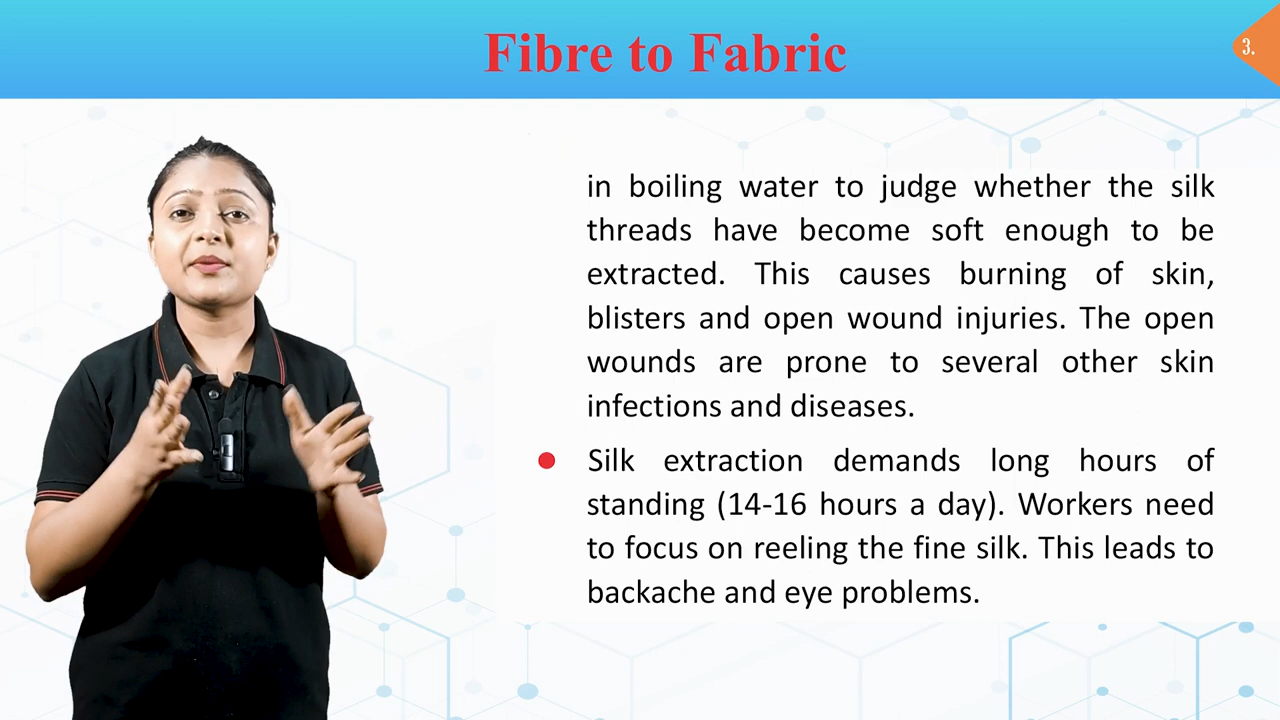 Fibre to Fabric
3.
in boiling water to judge whether the silk
threads have become soft enough to be
extracted. This causes burning of skin,
blisters and open wound injuries. The open
wounds are prone to several other skin
infections and diseases.
Silk extraction demands long hours of
standing (14-16 hours a day). Workers need
to focus on reeling the fine silk. This leads to
backache and eye problems.